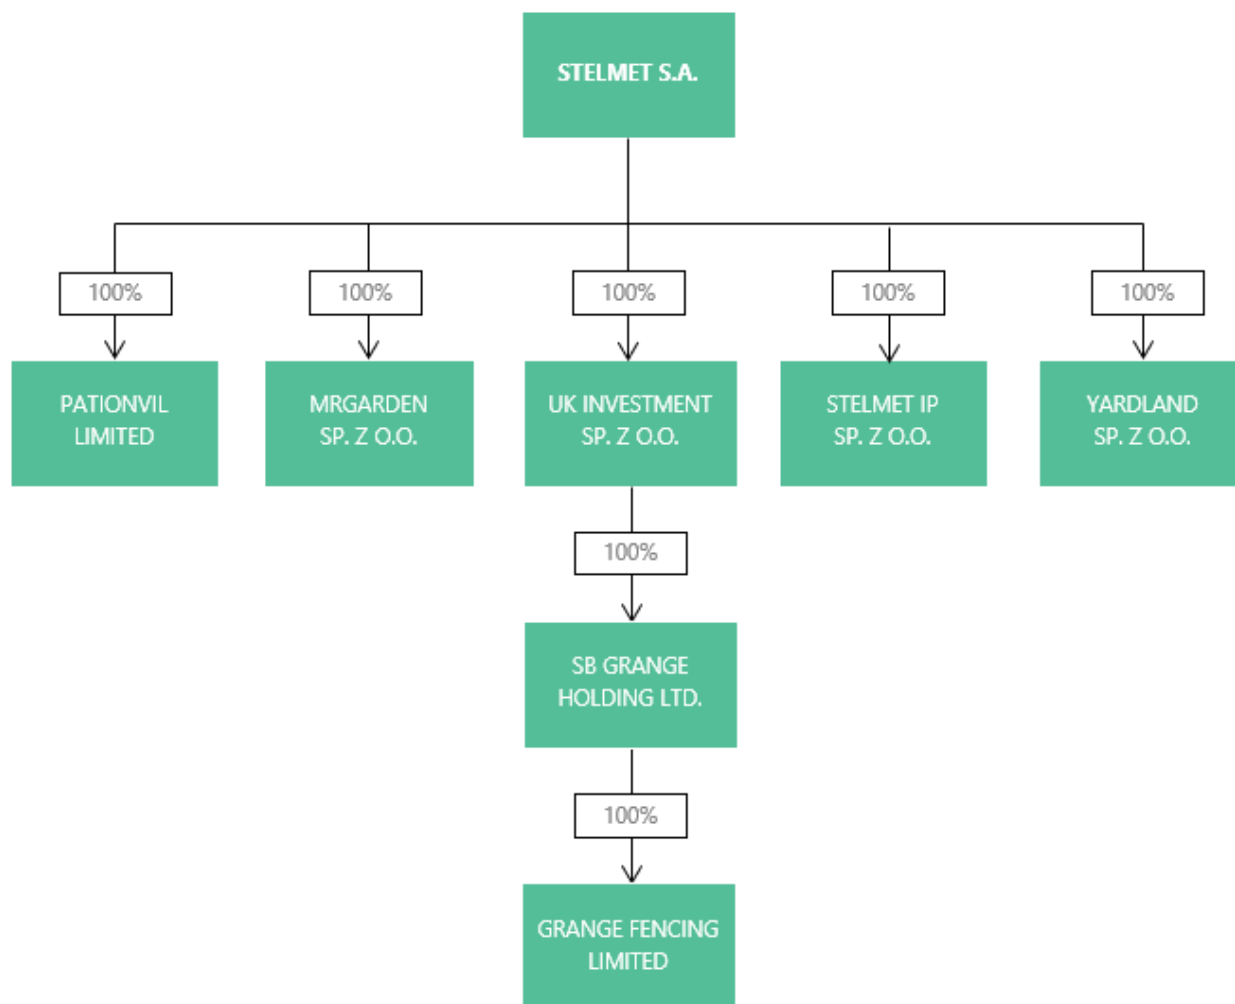 STELMET S.A.
100%
100%
100%
100%
100%
PATIONVIL
LIMITED
MRGARDEN
SP. Z O.O.
UK INVESTMENT
SP. Z O.O.
STELMET IP
SP. Z O.O.
YARDLAND
SP. Z O.O.
100%
SB GRANGE
HOLDING LTD.
100%
GRANGE FENCING
LIMITED